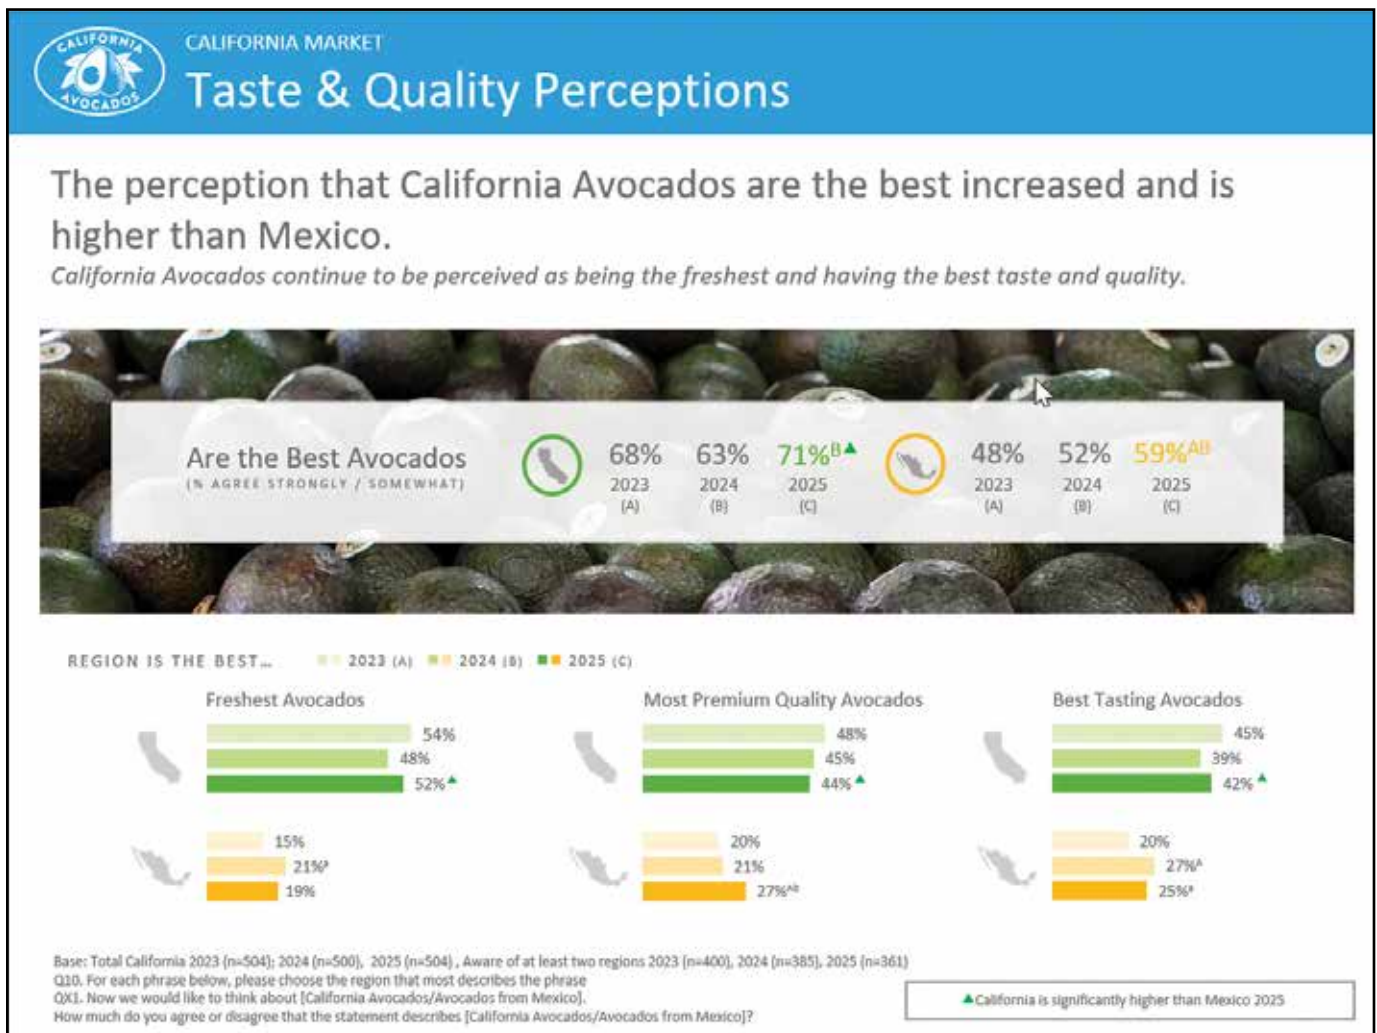 CALIFORNIA
AVOCADOS
CALIFORNIA MARKET
Taste & Quality Perceptions
The perception that California Avocados are the best increased and is
higher than Mexico.
California Avocados continue to be perceived as being the freshest and having the best taste and quality.
Are the Best Avocados
(% AGREE STRONGLY / SOMEWHAT)
68% 63% 71%B▲
2023 2024 2025
(A) (B) (C)
48% 52% 59%AB
2023 2024 2025
(A) (B) (C)
REGION IS THE BEST... 2023 (A) 2024 (B) 2025 (C)
Freshest Avocados
54%
48%
52%▲
15%
21%
19%
Most Premium Quality Avocados
48%
45%
44%▲
20%
21%
27%AB
Best Tasting Avocados
45%
39%
42%▲
20%
27%A
25%
Base: Total California 2023 (n=504); 2024 (n=500), 2025 (n=504) , Aware of at least two regions 2023 (n=400), 2024 (n=385), 2025 (n=361)
Q10. For each phrase below, please choose the region that most describes the phrase
QX1. Now we would like to think about [California Avocados/Avocados from Mexico].
How much do you agree or disagree that the statement describes [California Avocados/Avocados from Mexico]?
▲California is significantly higher than Mexico 2025